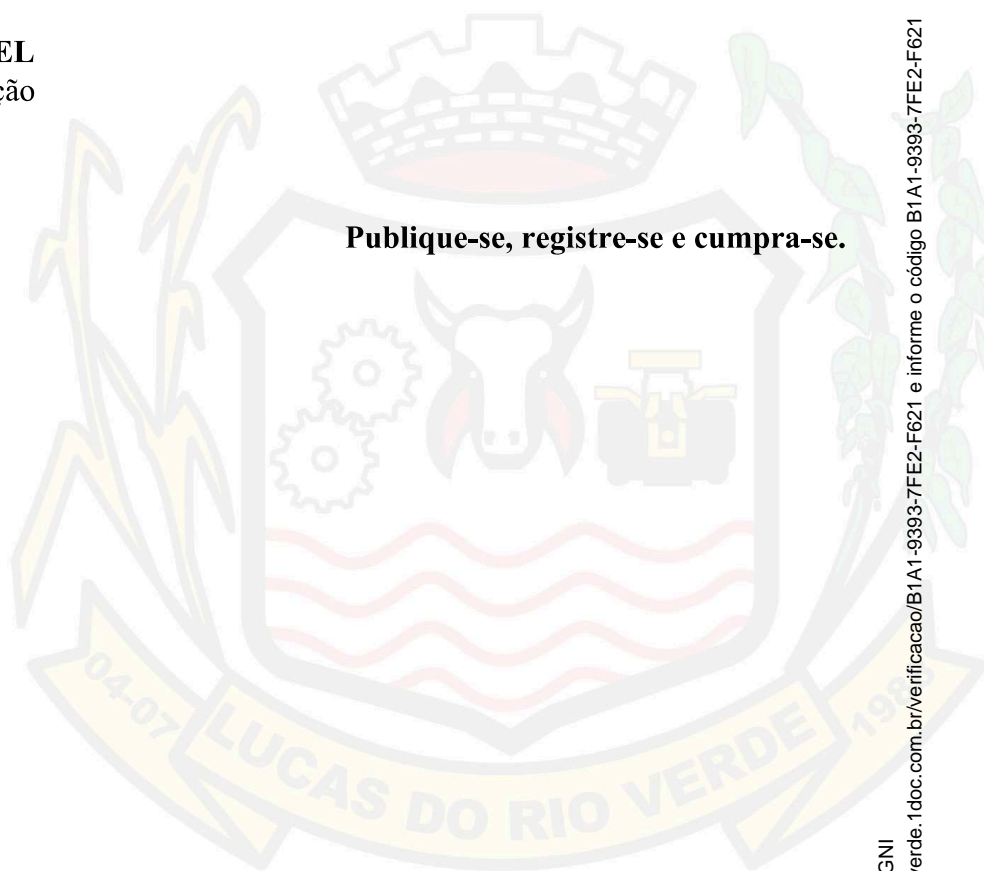 EL
ção
Publique-se, registre-se e cumpra-se.
04-07
LUCAS DO RIO VERDE
GNI
verde.1doc.com.br/verificacao/B1A1-9393-7FE2-F621 e informe o código B1A1-9393-7FE2-F621